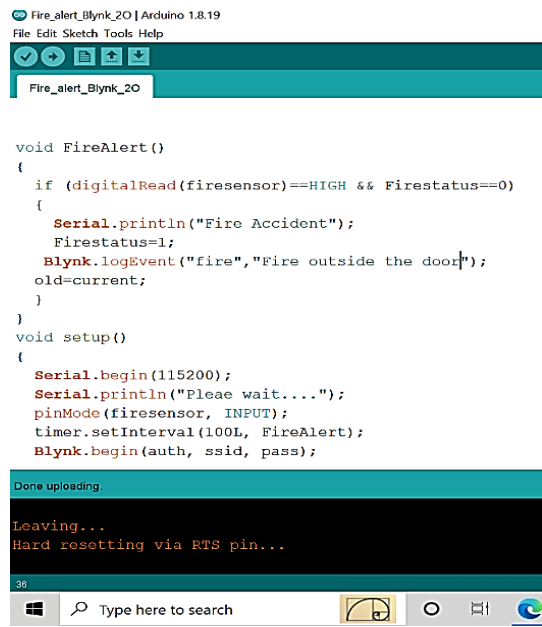 Fire_alert_Blynk_2O | Arduino 1.8.19
File Edit Sketch Tools Help
Fire_alert_Blynk_2O
void FireAlert()
{
if (digitalRead(firesensor)==HIGH && Firestatus==0)
{
Serial.println("Fire Accident");
Firestatus=1;
Blynk.logEvent("fire","Fire outside the door");
old=current;
}
}
void setup()
{
Serial.begin(115200);
Serial.println("Pleae wait....");
pinMode(firesensor, INPUT);
timer.setInterval(100L, FireAlert);
Blynk.begin(auth, ssid, pass);
Done uploading.
Leaving...
Hard resetting via RTS pin...
36
Type here to search